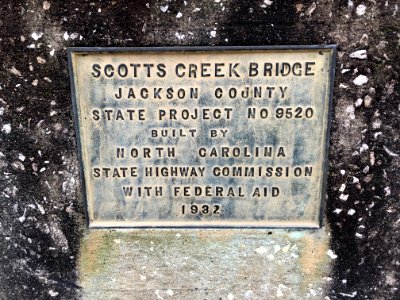 SCOTTS CREEK BRIDGE
JACKSON COUNTY
STATE PROJECT NO 9520
BUILT BY
NORTH CAROLINA
STATE HIGHWAY COMMISSION
WITH FEDERAL AID
1932